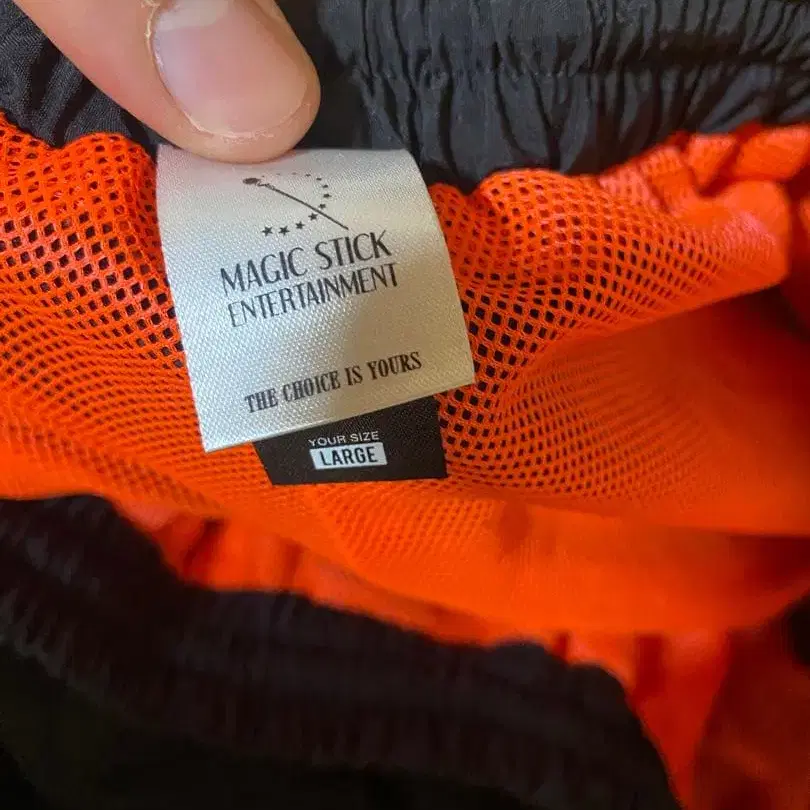 MAGIC STICK
ENTERTAINMENT
THE CHOICE IS YOURS
YOUR SIZE
LARGE